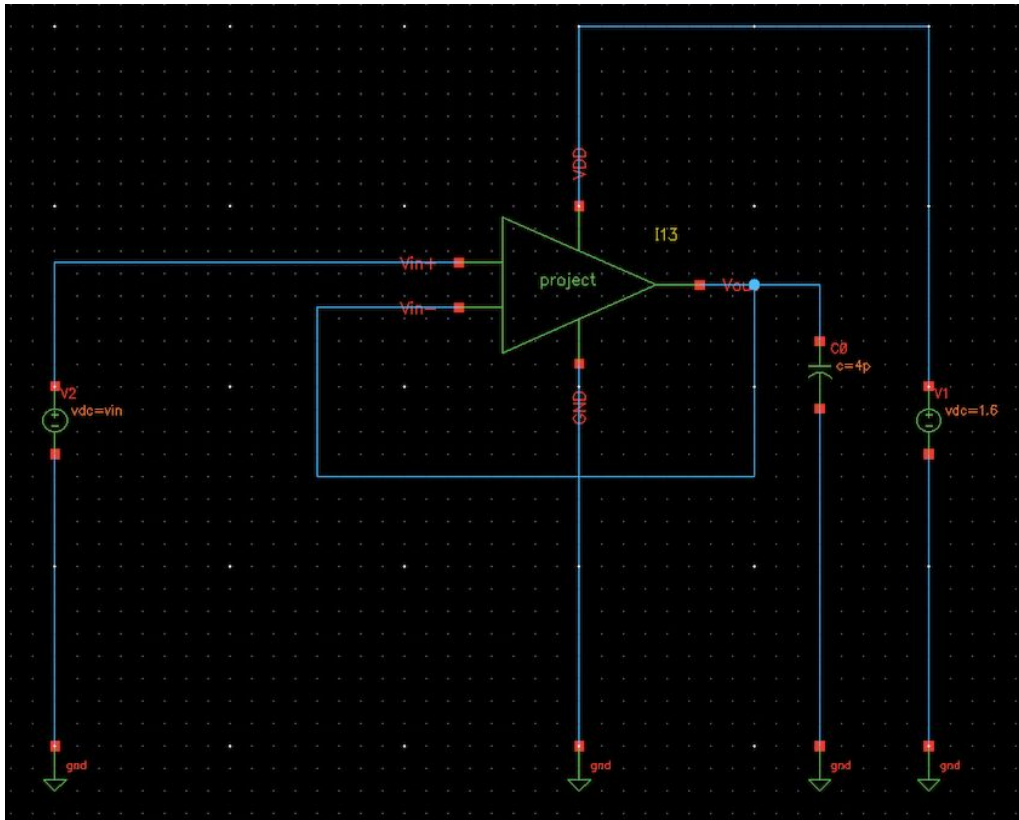 VDD
I13
Vin+
project
Vou
Vin-
C0
c=4p
V2
vdc=vin
GND
V1
vdc=1.6
gnd
gnd
gnd
gnd